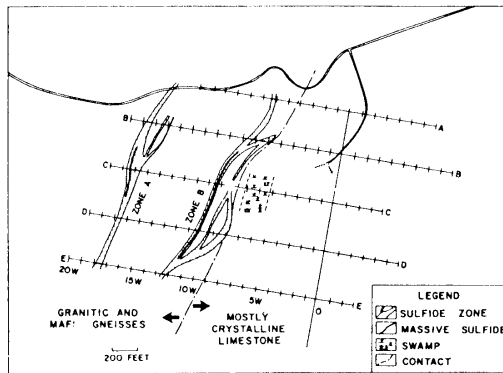 A
B
B
C
C
D
D
E
E
ZONE A
ZONE B
20W
15W
10W
5W
0
GRANITIC AND
MAFI GNEISSES
MOSTLY
CRYSTALLINE
LIMESTONE
200 FEET
LEGEND
SULFIDE ZONE
MASSIVE SULFIDE
SWAMP
CONTACT